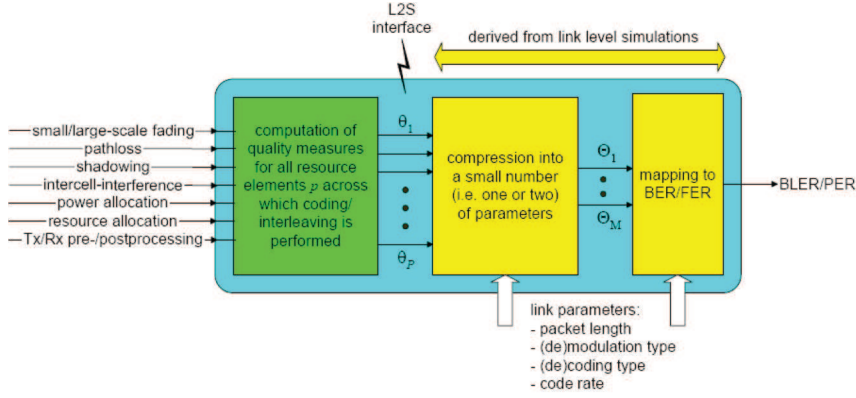 L2S
interface
derived from link level simulations
small/large-scale fading
pathloss
shadowing
intercell-interference
power allocation
resource allocation
Tx/Rx pre-/postprocessing
computation of
quality measures
for all resource
elements p across
which coding/
interleaving is
performed
θ1
θP
compression into
a small number
(i.e. one or two)
of parameters
Θ1
ΘM
mapping to
BER/FER
BLER/PER
link parameters:
- packet length
- (de)modulation type
- (de)coding type
- code rate